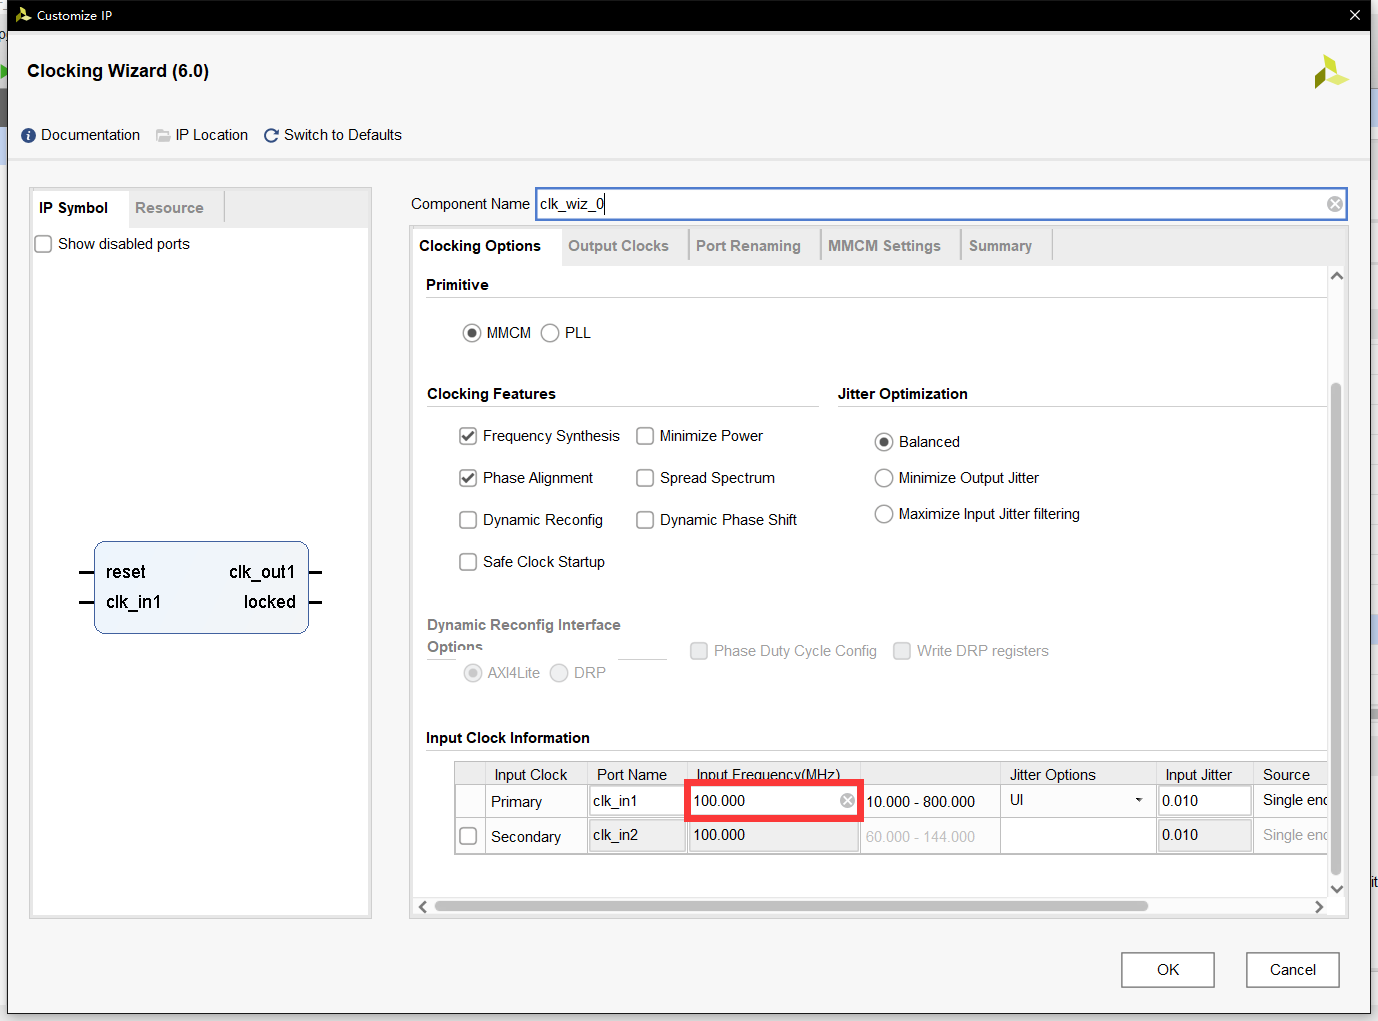 Customize IP
Clocking Wizard (6.0)
Documentation IP Location Switch to Defaults
IP Symbol Resource
Show disabled ports
reset clk_out1
clk_in1 locked
Component Name clk_wiz_0
Clocking Options Output Clocks Port Renaming MMCM Settings Summary
Primitive
MMCM PLL
Clocking Features Jitter Optimization
Frequency Synthesis Minimize Power Balanced
Phase Alignment Spread Spectrum Minimize Output Jitter
Dynamic Reconfig Dynamic Phase Shift Maximize Input Jitter filtering
Safe Clock Startup
Dynamic Reconfig Interface
Options
Phase Duty Cycle Config Write DRP registers
AXI4Lite DRP
Input Clock Information
Input Clock Port Name Input Frequency(MHz) Jitter Options Input Jitter Source
Primary clk_in1 100.000 10.000 - 800.000 UI 0.010 Single end
Secondary clk_in2 100.000 60.000 - 144.000 0.010 Single end
OK Cancel